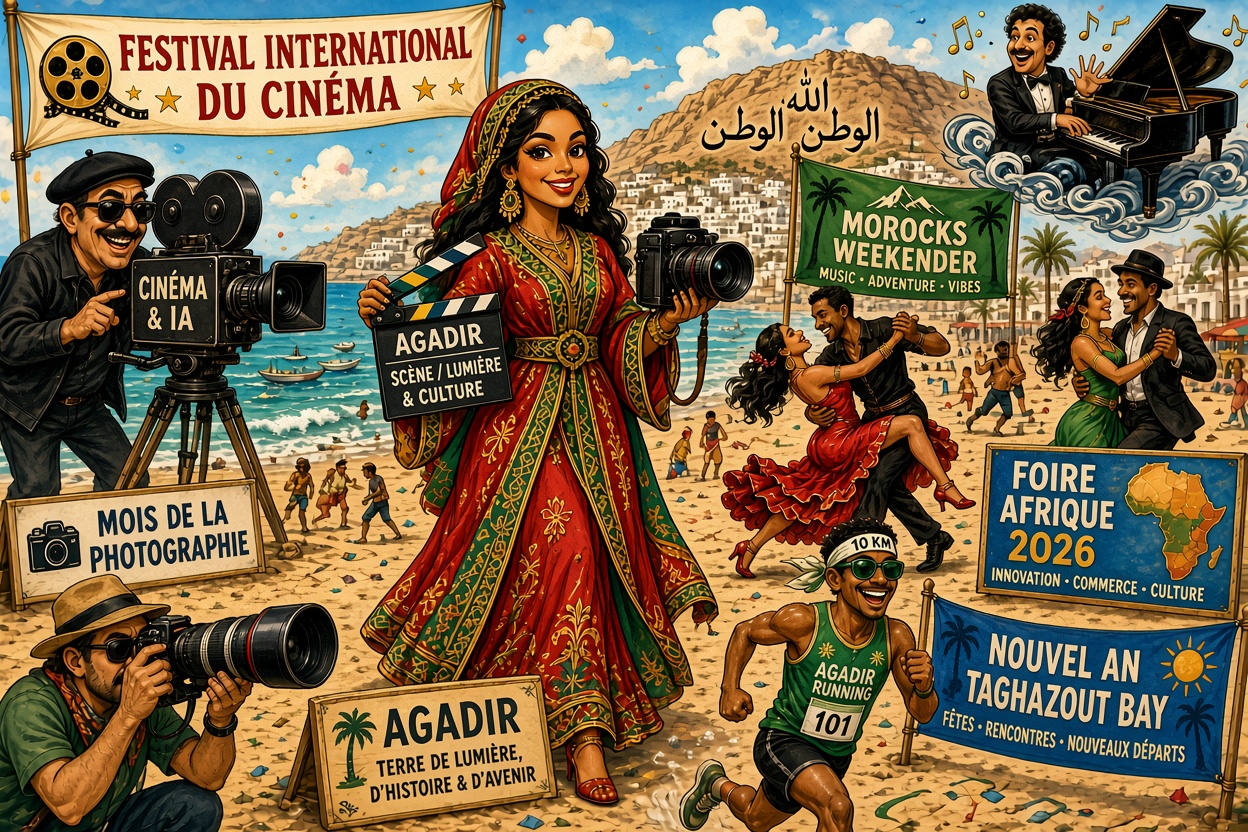 FESTIVAL INTERNATIONAL
DU CINÉMA
CINÉMA
& IA
AGADIR
SCÈNE / LUMIÈRE
& CULTURE
الله
الوطن الوطن
MOROCKS
WEEKENDER
MUSIC • ADVENTURE • VIBES
MOIS DE LA
PHOTOGRAPHIE
FOIRE
AFRIQUE
2026
INNOVATION • COMMERCE • CULTURE
10 KM
AGADIR
RUNNING
101
NOUVEL AN
TAGHAZOUT BAY
FÊTES • RENCONTRES • NOUVEAUX DÉPARTS
AGADIR
TERRE DE LUMIÈRE,
D'HISTOIRE & D'AVENIR